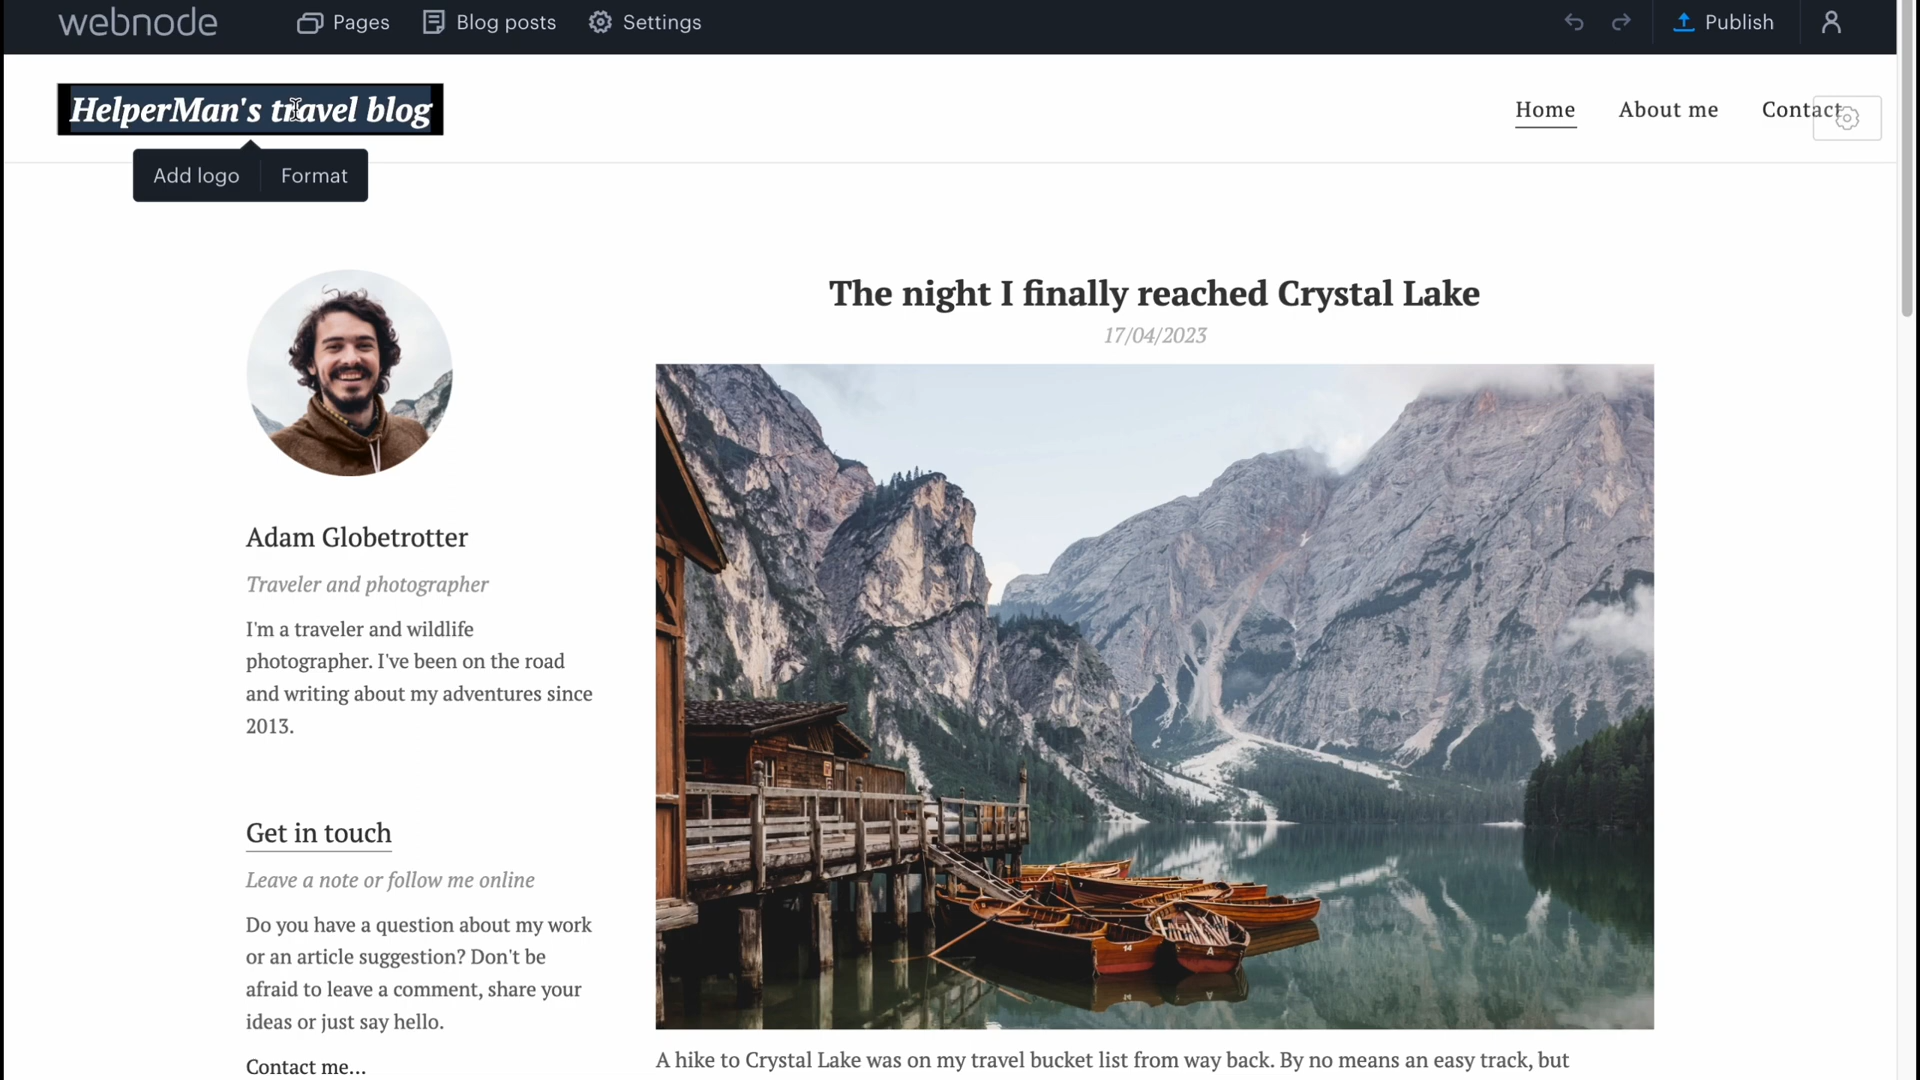 webnode
Pages
Blog posts
Settings
Publish
HelperMan's travel blog
Home
About me
Contact
Add logo
Format
The night I finally reached Crystal Lake
17/04/2023
Adam Globetrotter
Traveler and photographer
I'm a traveler and wildlife
photographer. I've been on the road
and writing about my adventures since
2013.
Get in touch
Leave a note or follow me online
Do you have a question about my work
or an article suggestion? Don't be
afraid to leave a comment, share your
ideas or just say hello.
Contact me...
14
A
A hike to Crystal Lake was on my travel bucket list from way back. By no means an easy track, but